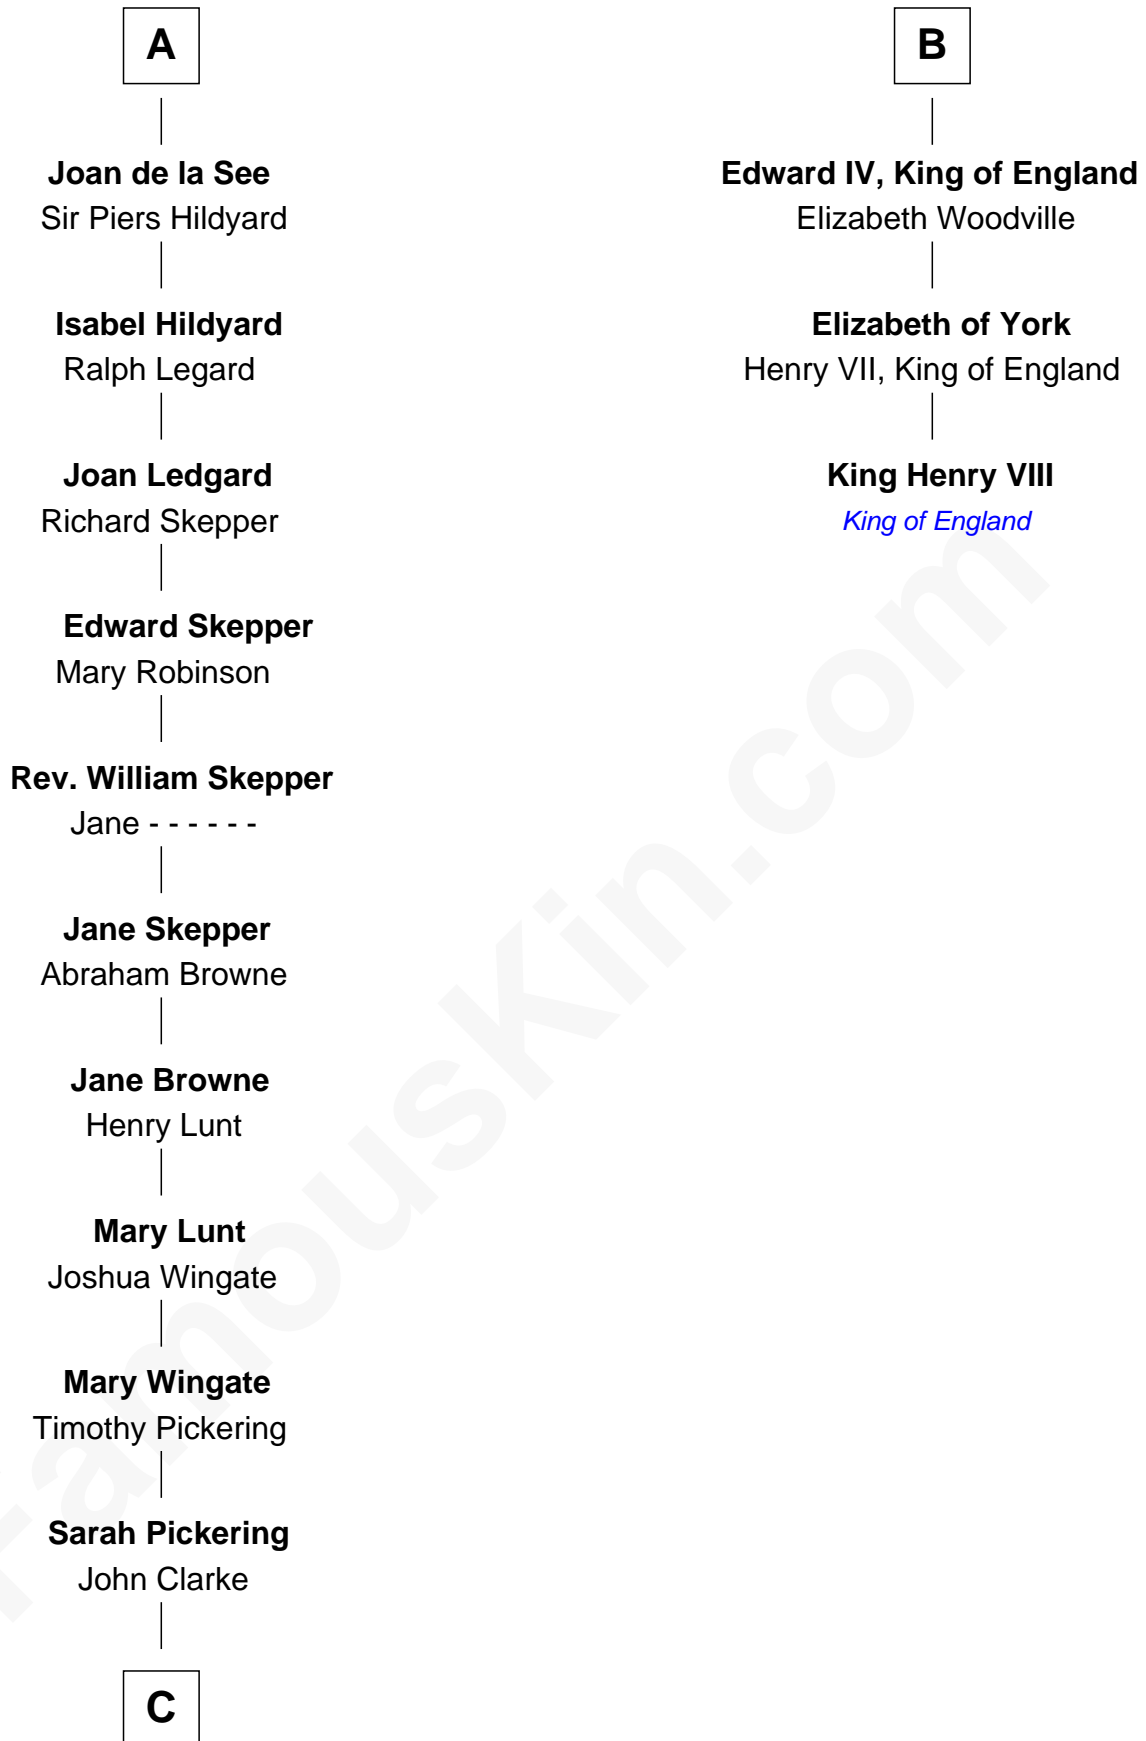 A
Joan de la See
Sir Piers Hildyard
Isabel Hildyard
Ralph Legard
Joan Ledgard
Richard Skepper
Edward Skepper
Mary Robinson
Rev. William Skepper
Jane - - - - - -
Jane Skepper
Abraham Browne
Jane Browne
Henry Lunt
Mary Lunt
Joshua Wingate
Mary Wingate
Timothy Pickering
Sarah Pickering
John Clarke
C
B
Edward IV, King of England
Elizabeth Woodville
Elizabeth of York
Henry VII, King of England
King Henry VIII
King of England
FamousKin.com